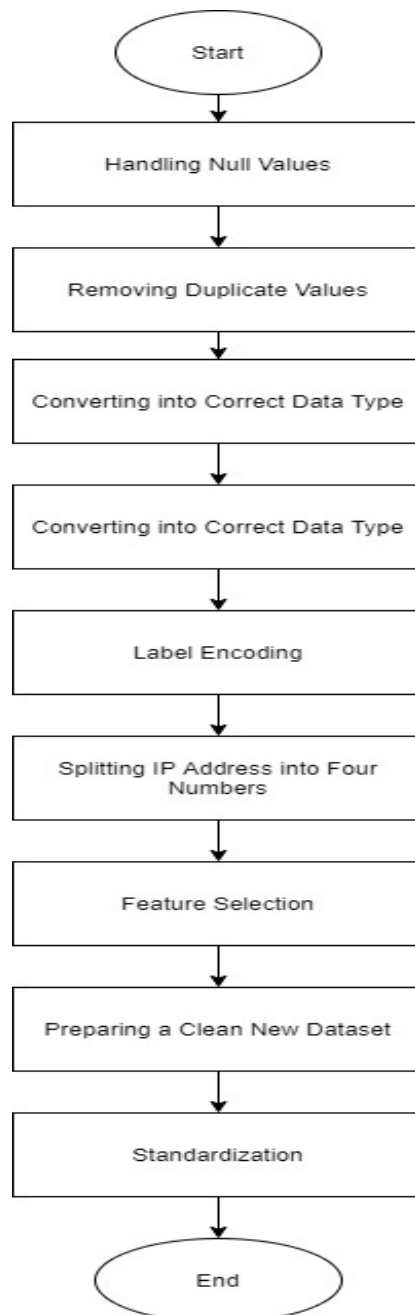 Start
Handling Null Values
Removing Duplicate Values
Converting into Correct Data Type
Converting into Correct Data Type
Label Encoding
Splitting IP Address into Four
Numbers
Feature Selection
Preparing a Clean New Dataset
Standardization
End